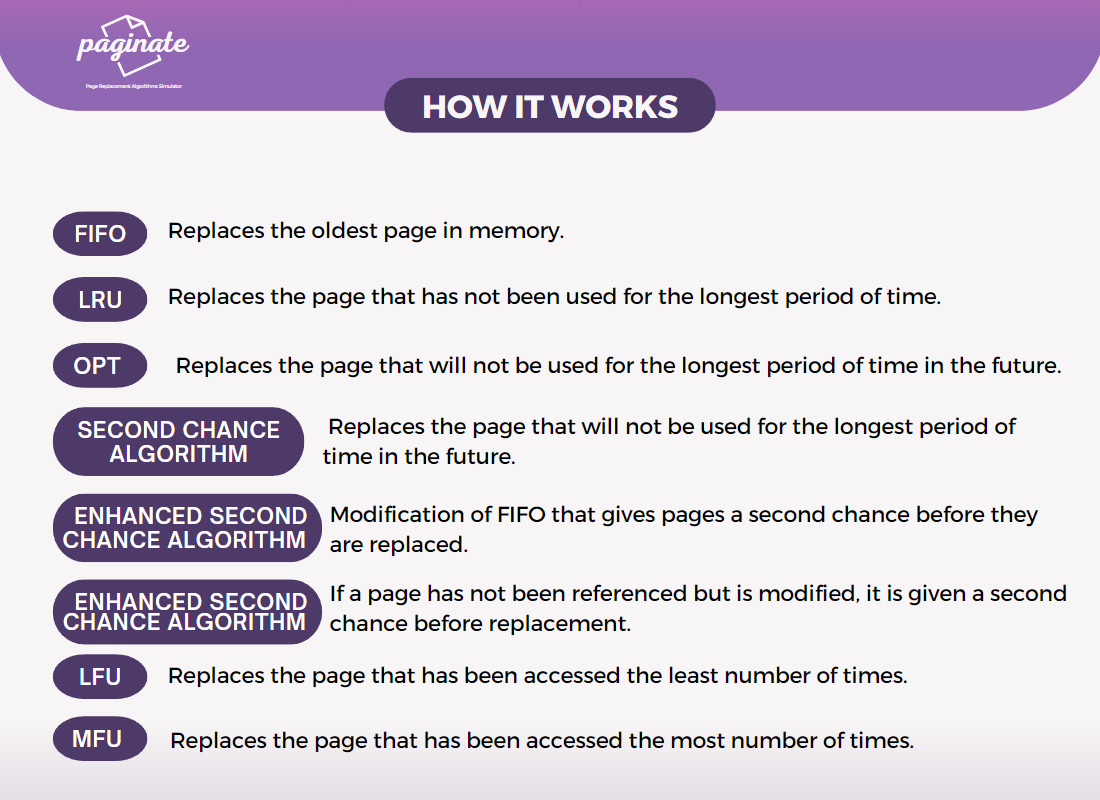 paginate
Page Replacement Algorithms Simulator
HOW IT WORKS
FIFO
Replaces the oldest page in memory.
LRU
Replaces the page that has not been used for the longest period of time.
OPT
Replaces the page that will not be used for the longest period of time in the future.
SECOND CHANCE
ALGORITHM
Replaces the page that will not be used for the longest period of
time in the future.
ENHANCED SECOND
CHANCE ALGORITHM
Modification of FIFO that gives pages a second chance before they
are replaced.
ENHANCED SECOND
CHANCE ALGORITHM
If a page has not been referenced but is modified, it is given a second
chance before replacement.
LFU
Replaces the page that has been accessed the least number of times.
MFU
Replaces the page that has been accessed the most number of times.